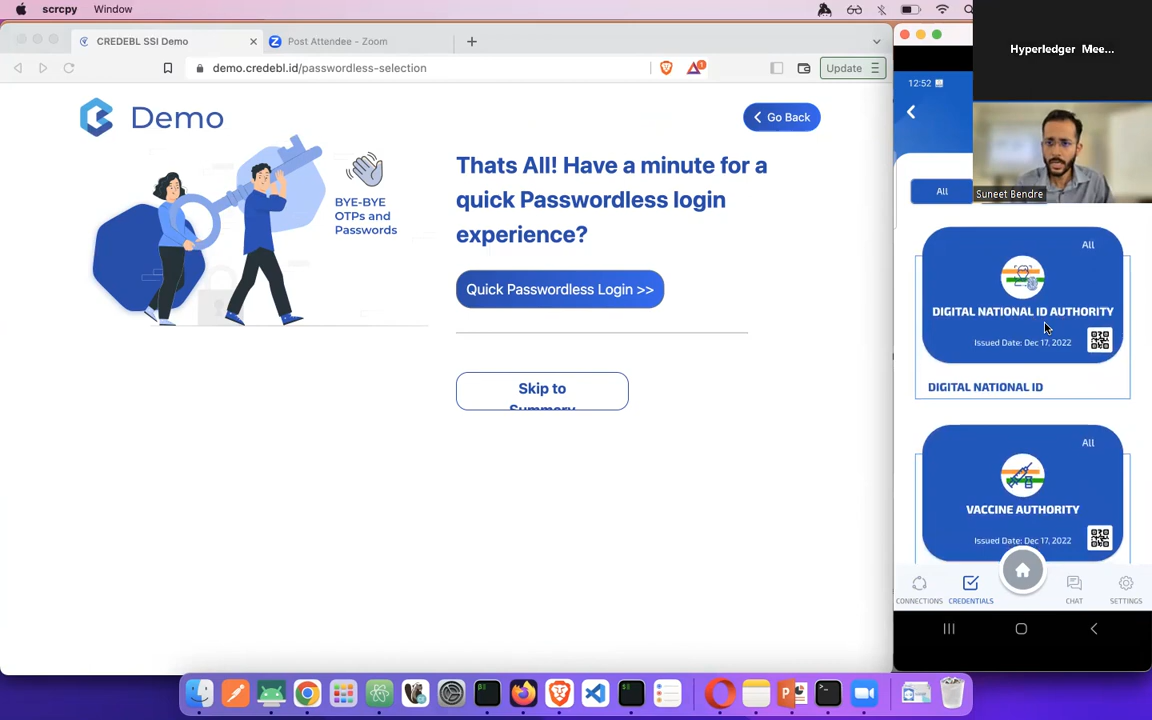 scrcpy Window
CREDEBL SSI Demo
Post Attendee - Zoom
demo.credebl.id/passwordless-selection
1
Update
Demo
Go Back
BYE-BYE
OTPs and
Passwords
Thats All! Have a minute for a
quick Passwordless login
experience?
Quick Passwordless Login >>
Skip to
Summary
Hyperledger Mee...
Suneet Bendre
12:52
All
All
DIGITAL NATIONAL ID AUTHORITY
Issued Date: Dec 17, 2022
DIGITAL NATIONAL ID
All
VACCINE AUTHORITY
Issued Date: Dec 17, 2022
CONNECTIONS CREDENTIALS CHAT SETTINGS